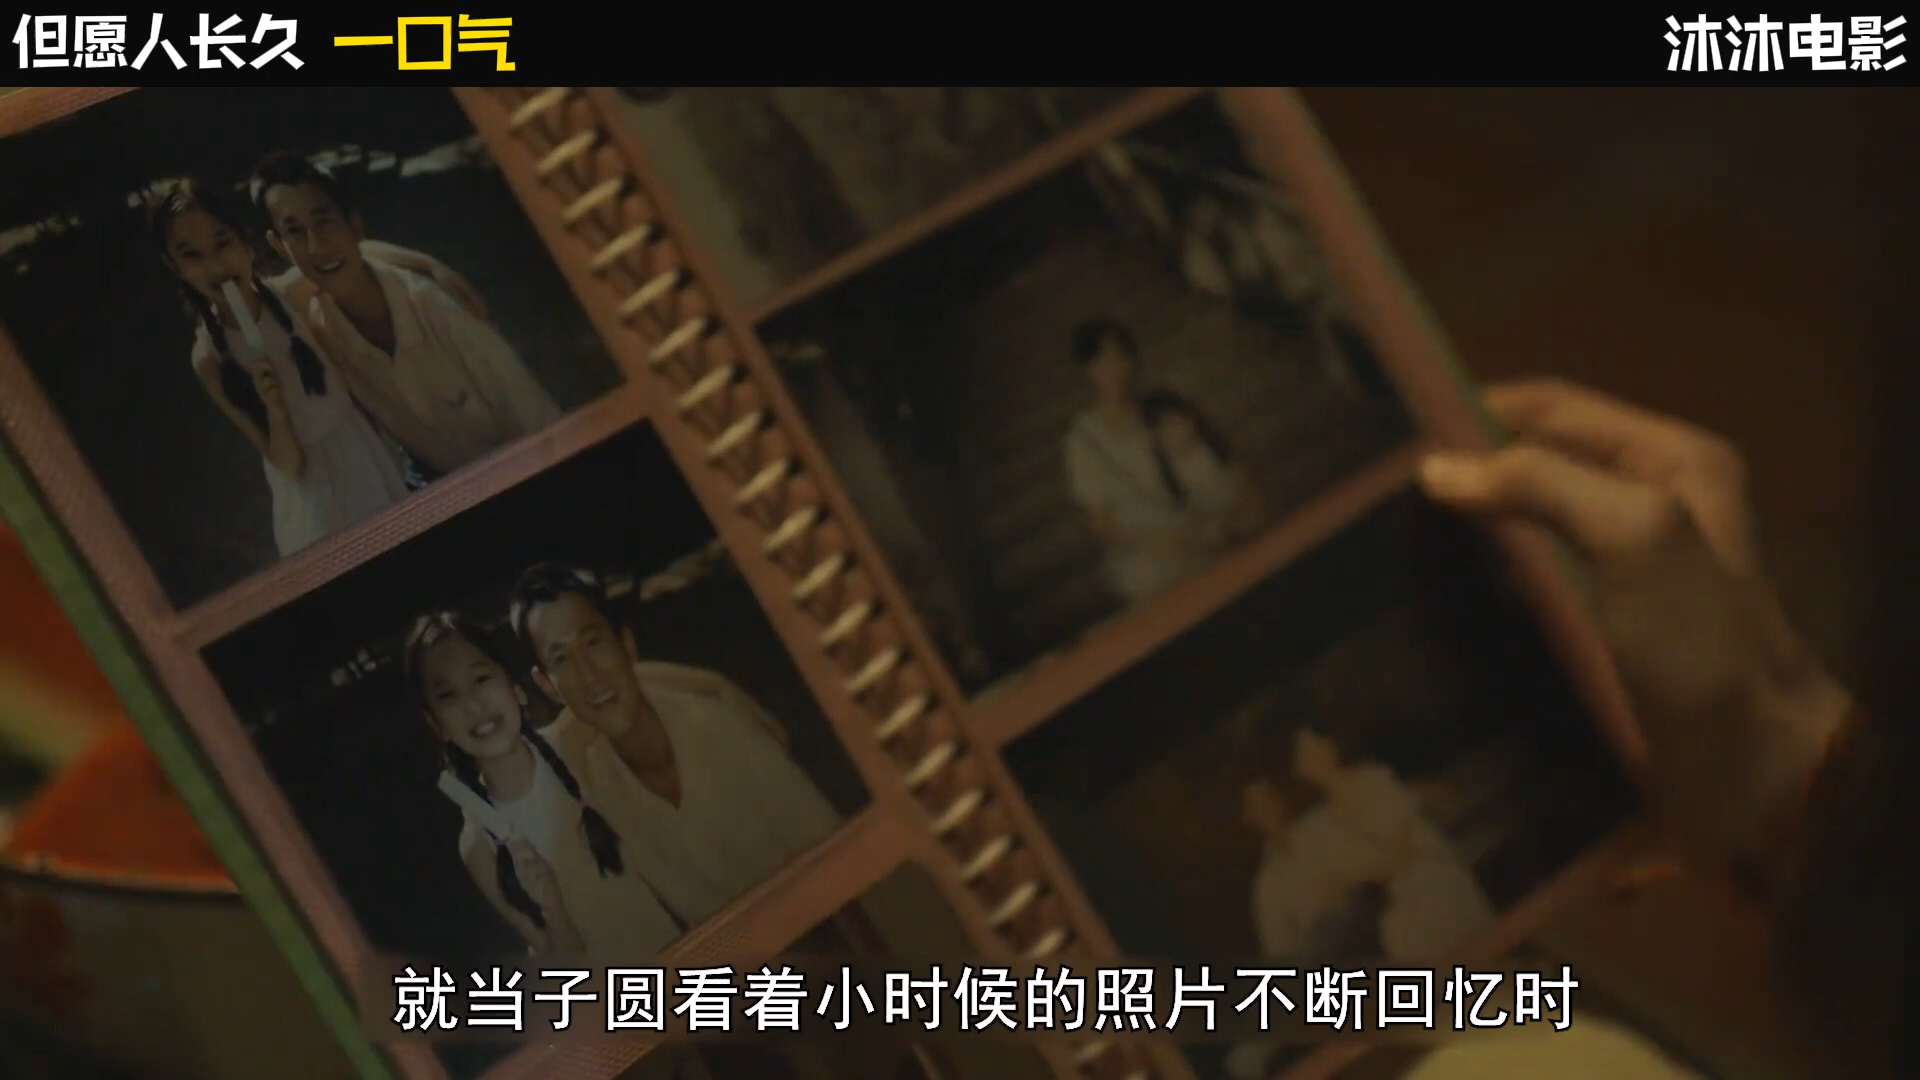 但愿人长久 一口气
沐沐电影
就当子圆看着小时候的照片不断回忆时